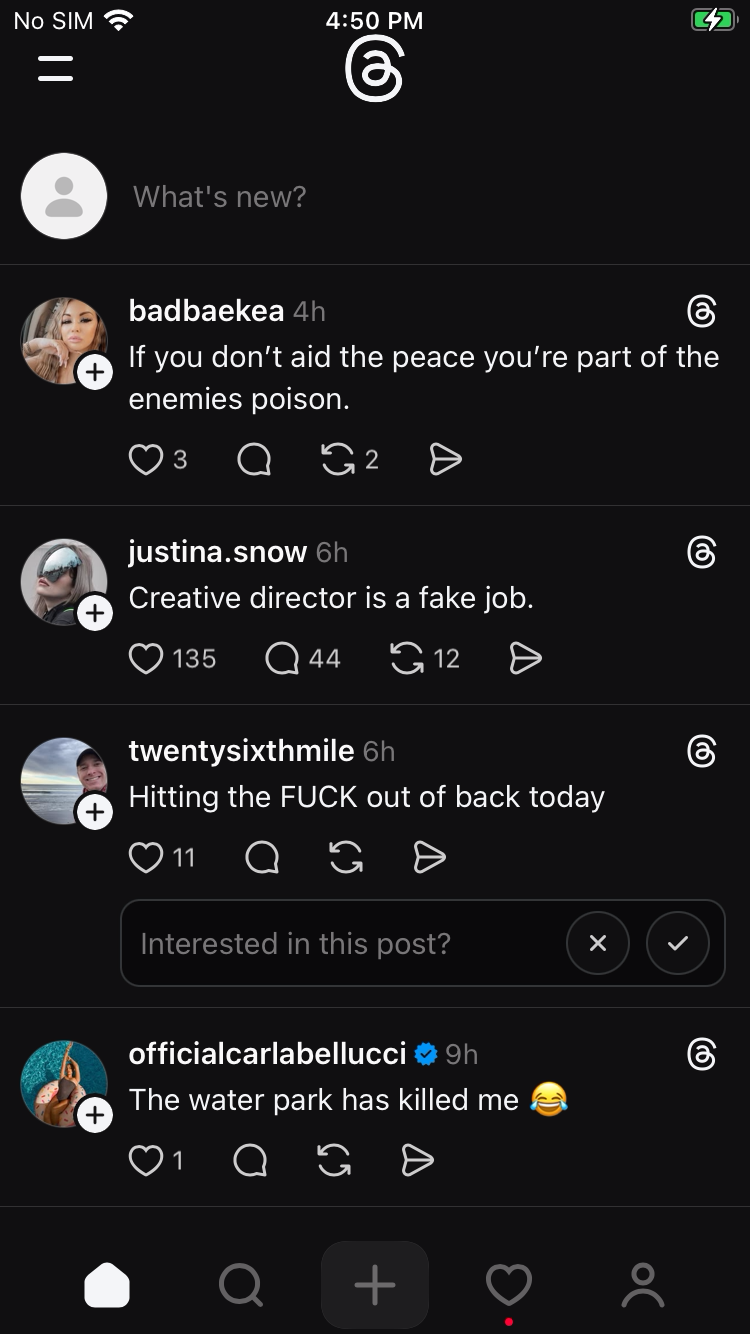 No SIM 4:50 PM
What's new?
badbaekea 4h
If you don’t aid the peace you’re part of the
enemies poison.
3 2
justina.snow 6h
Creative director is a fake job.
135 44 12
twentysixthmile 6h
Hitting the FUCK out of back today
11
Interested in this post?
officialcarlabellucci 9h
The water park has killed me 😂
1